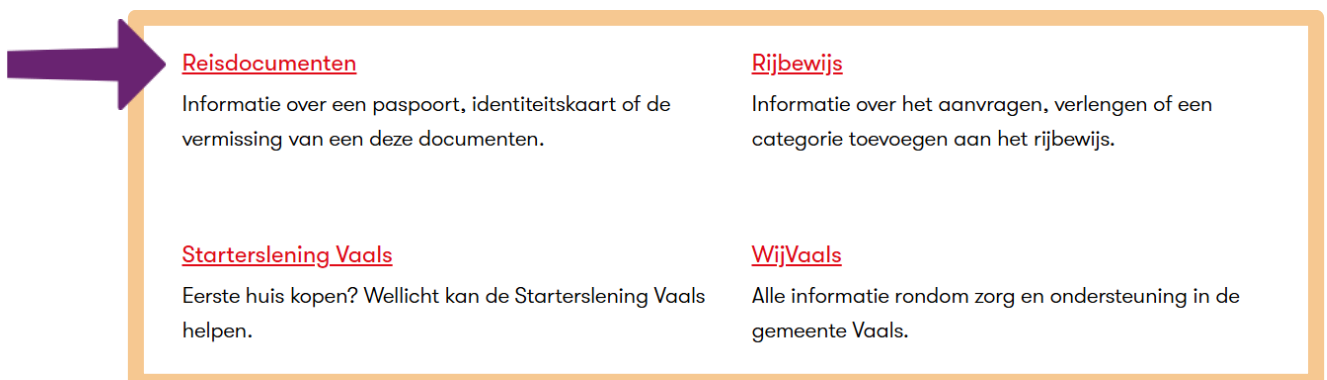 Reisdocumenten
Informatie over een paspoort, identiteitskaart of de
vermissing van een deze documenten.
Rijbewijs
Informatie over het aanvragen, verlengen of een
categorie toevoegen aan het rijbewijs.
Starterslening Vaals
Eerste huis kopen? Wellicht kan de Starterslening Vaals
helpen.
WijVaals
Alle informatie rondom zorg en ondersteuning in de
gemeente Vaals.